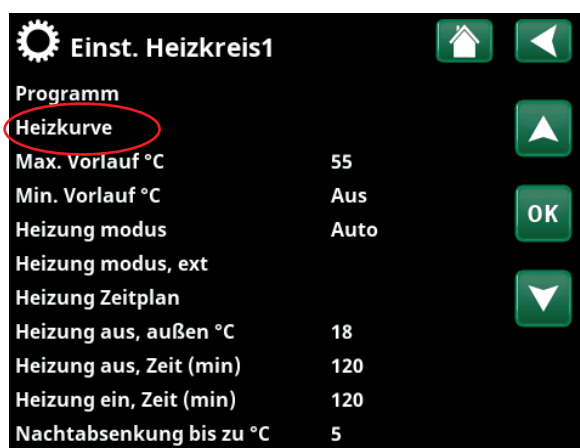 Einst. Heizkreis1
Programm
Heizkurve
Max. Vorlauf °C 55
Min. Vorlauf °C Aus
Heizung modus Auto
OK
Heizung modus, ext
Heizung Zeitplan
Heizung aus, außen °C 18
Heizung aus, Zeit (min) 120
Heizung ein, Zeit (min) 120
Nachtabsenkung bis zu °C 5